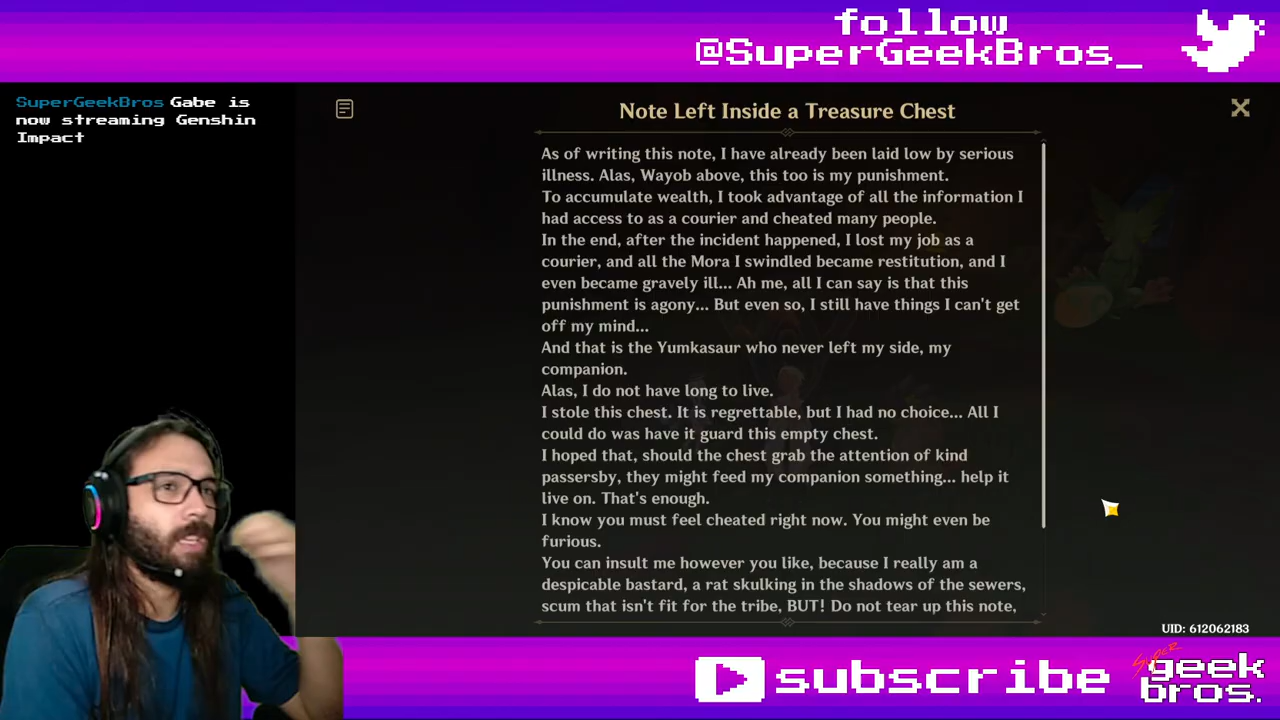 follow
@SuperGeekBros_
SuperGeekBros Gabe is
now streaming Genshin
Impact
Note Left Inside a Treasure Chest
As of writing this note, I have already been laid low by serious
illness. Alas, Wayob above, this too is my punishment.
To accumulate wealth, I took advantage of all the information I
had access to as a courier and cheated many people.
In the end, after the incident happened, I lost my job as a
courier, and all the Mora I swindled became restitution, and I
even became gravely ill... Ah me, all I can say is that this
punishment is agony... But even so, I still have things I can't get
off my mind...
And that is the Yumkasaur who never left my side, my
companion.
Alas, I do not have long to live.
I stole this chest. It is regrettable, but I had no choice... All I
could do was have it guard this empty chest.
I hoped that, should the chest grab the attention of kind
passersby, they might feed my companion something... help it
live on. That's enough.
I know you must feel cheated right now. You might even be
furious.
You can insult me however you like, because I really am a
despicable bastard, a rat skulking in the shadows of the sewers,
scum that isn't fit for the tribe, BUT! Do not tear up this note,
UID: 612062183
subscribe
super
geek
bros.